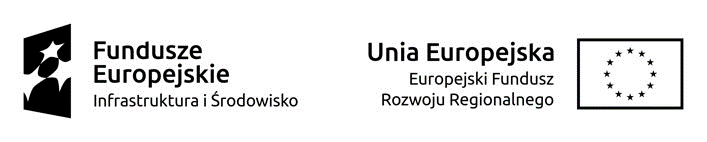 Fundusze
Europejskie
Infrastruktura i Środowisko
Unia Europejska
Europejski Fundusz
Rozwoju Regionalnego